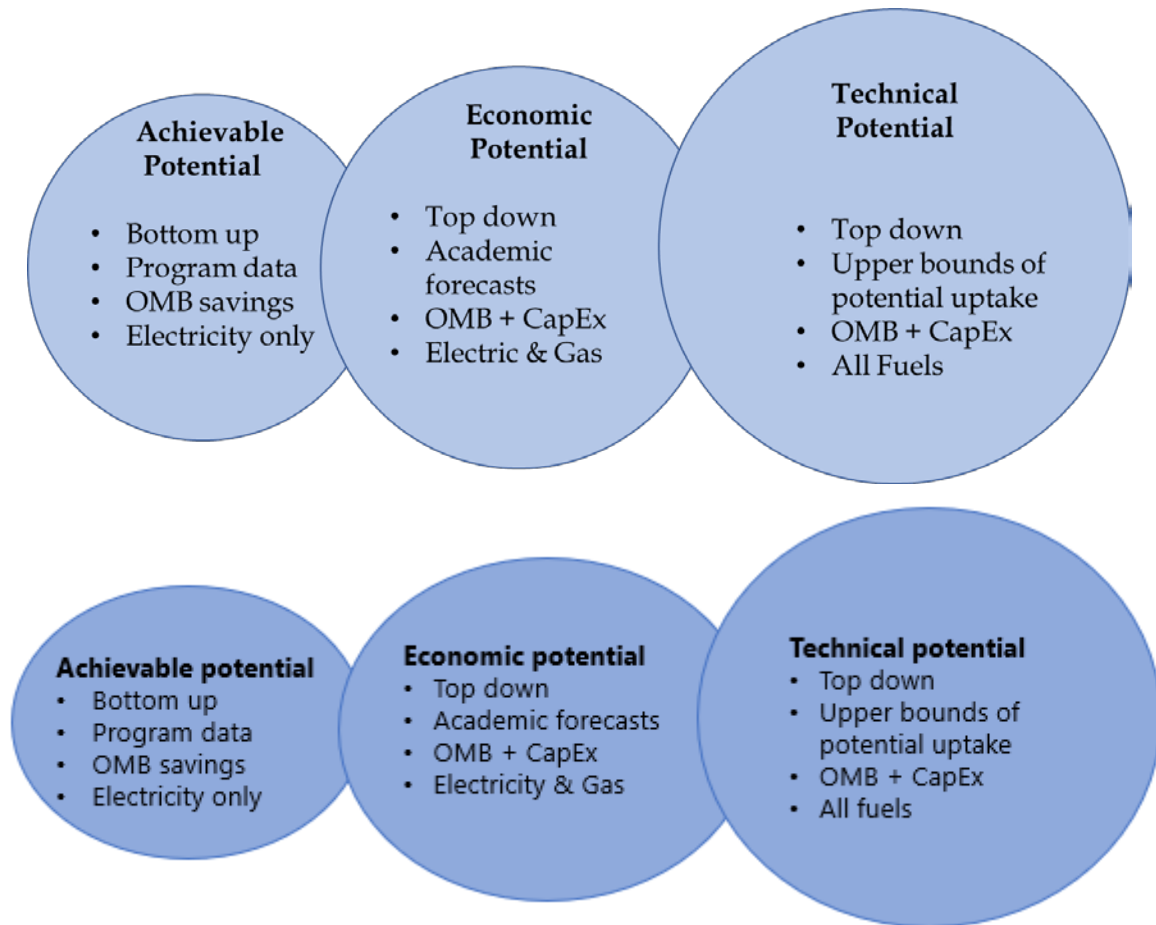 Achievable
Potential
• Bottom up
• Program data
• OMB savings
• Electricity only
Economic
Potential
• Top down
• Academic
forecasts
• OMB + CapEx
• Electric & Gas
Technical
Potential
• Top down
• Upper bounds of
potential uptake
• OMB + CapEx
• All Fuels
Achievable potential
• Bottom up
• Program data
• OMB savings
• Electricity only
Economic potential
• Top down
• Academic forecasts
• OMB + CapEx
• Electricity & Gas
Technical potential
• Top down
• Upper bounds of
potential uptake
• OMB + CapEx
• All fuels